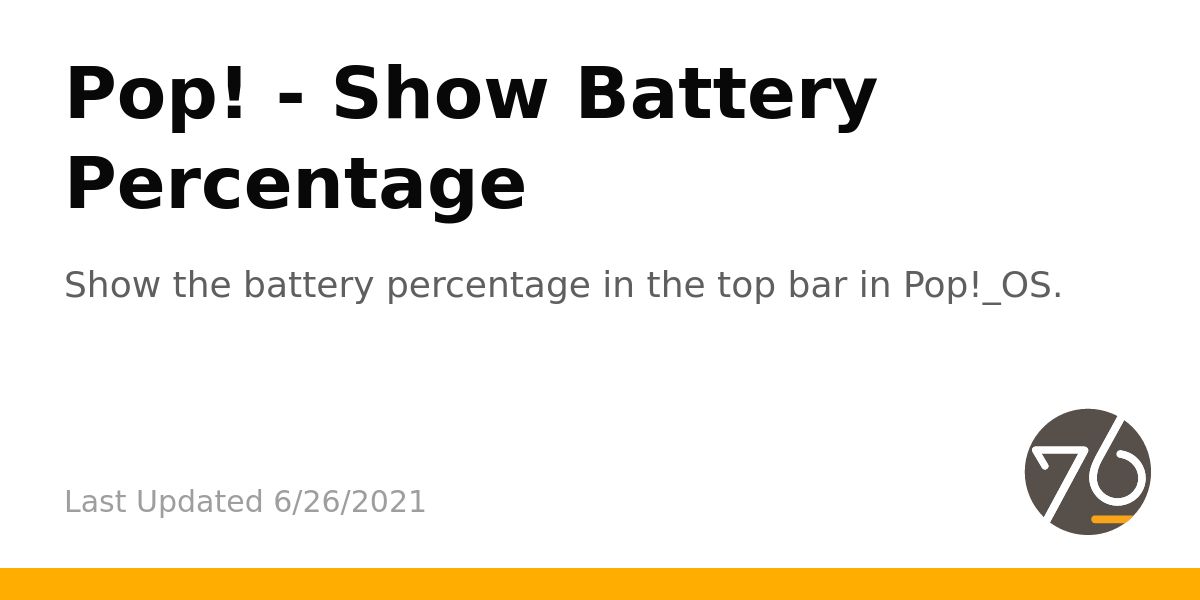 Pop! - Show Battery
Percentage
Show the battery percentage in the top bar in Pop!_OS.
76
Last Updated 6/26/2021